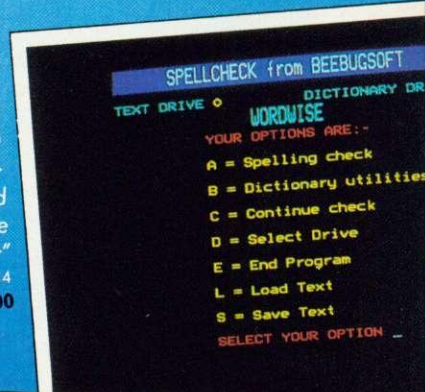 SPELLCHECK from BEEBUGSOFT
TEXT DRIVE 0 DICTIONARY DR
WORDWISE
YOUR OPTIONS ARE:-
A = Spelling check
B = Dictionary utilities
C = Continue check
D = Select Drive
E = End Program
L = Load Text
S = Save Text
SELECT YOUR OPTION _